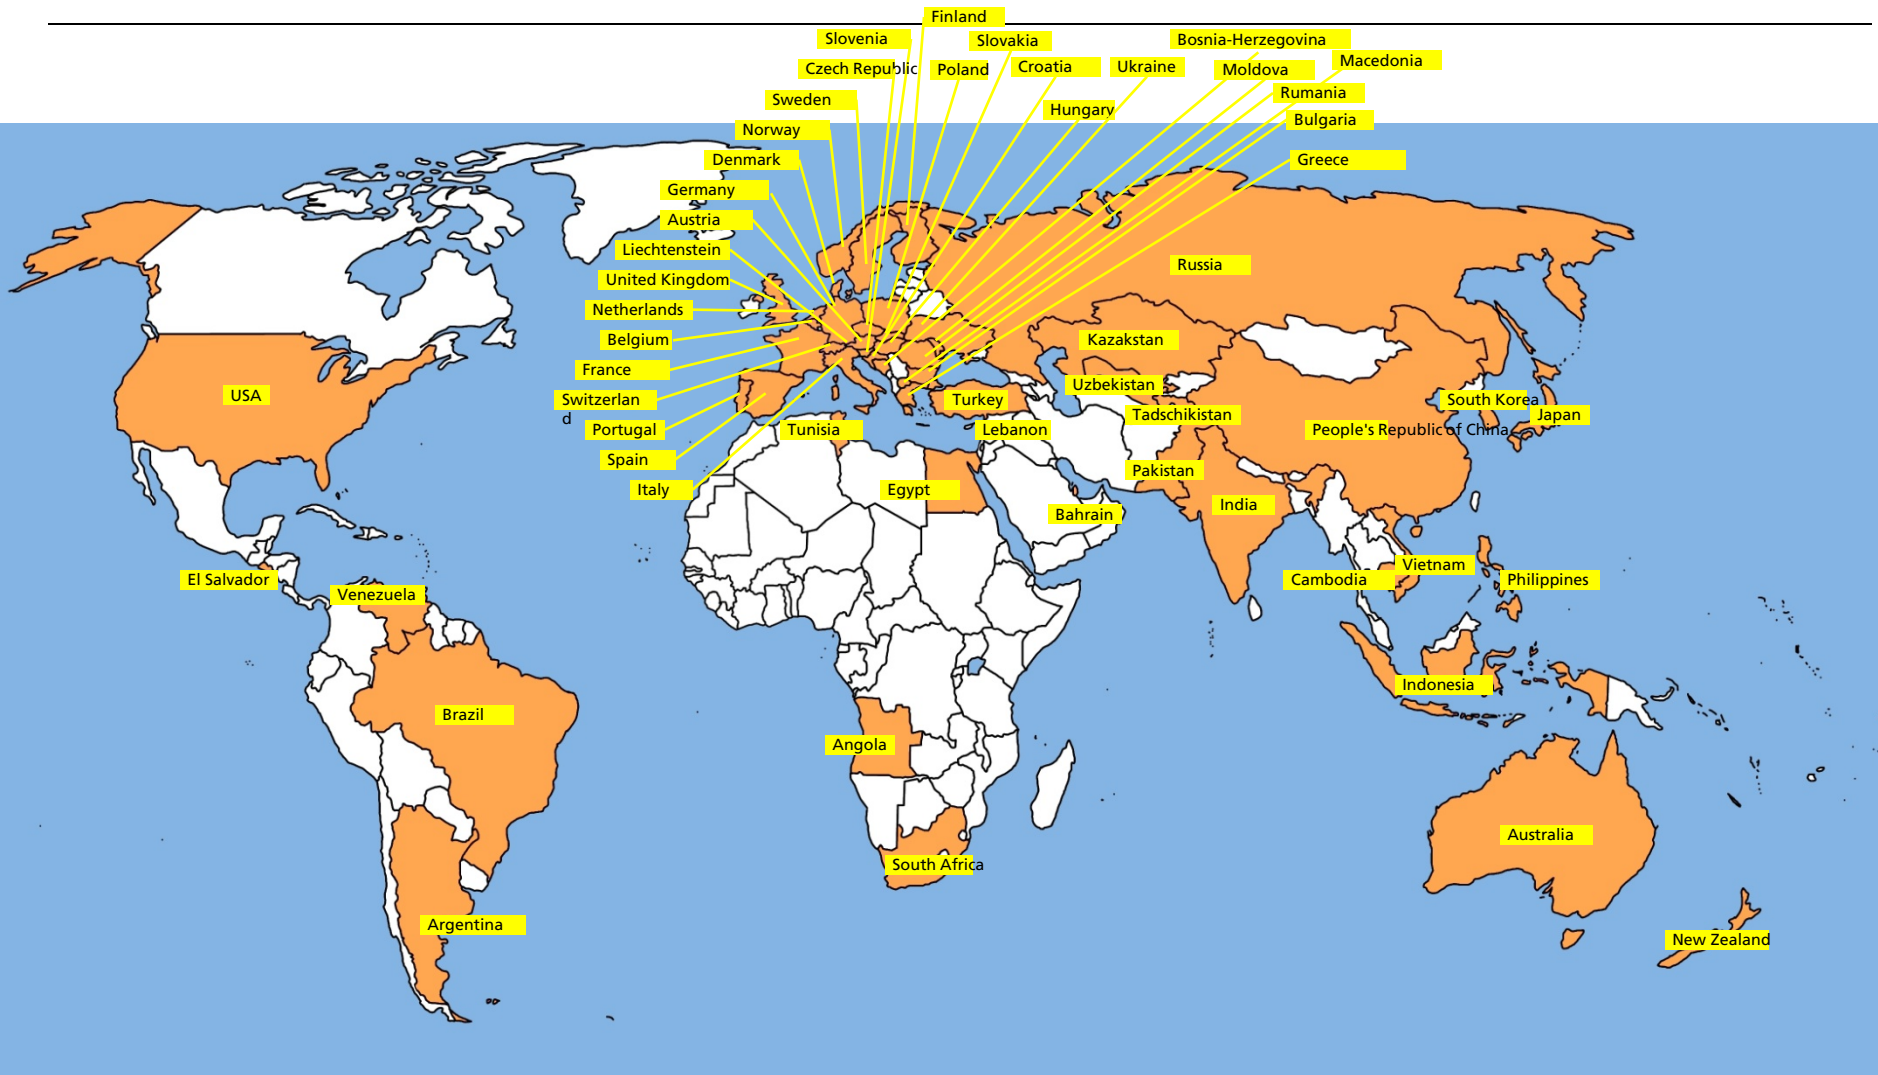 Finland
Slovenia
Slovakia
Bosnia-Herzegovina
Macedonia
Czech Republic
Poland
Croatia
Ukraine
Moldova
Sweden
Rumania
Hungary
Bulgaria
Norway
Denmark
Greece
Germany
Austria
Liechtenstein
Russia
United Kingdom
Netherlands
Belgium
Kazakstan
France
Uzbekistan
USA
Switzerlan
d
Turkey
South Korea
Japan
Tadschikistan
Portugal
Tunisia
Lebanon
People's Republic of China
Spain
Pakistan
Italy
Egypt
India
Bahrain
Vietnam
El Salvador
Cambodia
Philippines
Venezuela
Indonesia
Brazil
Angola
Australia
South Africa
Argentina
New Zealand